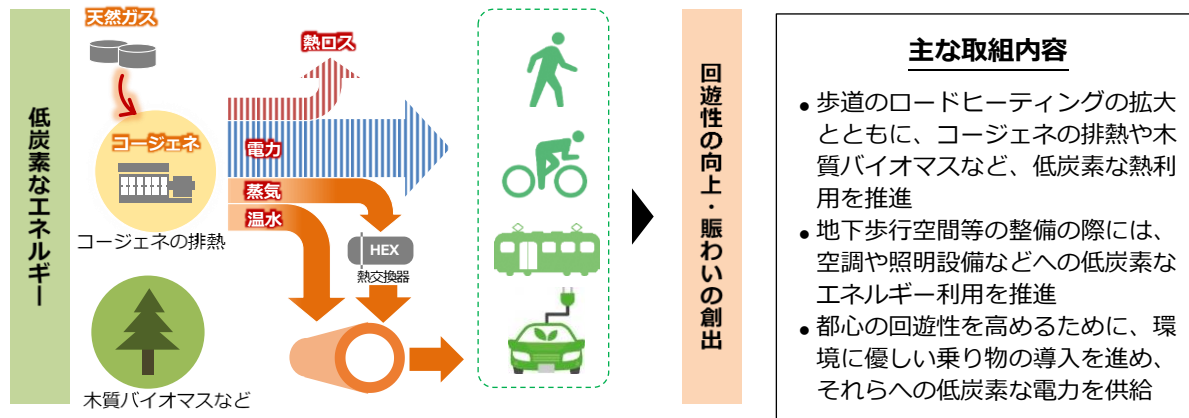 低炭素なエネルギー
天然ガス
コージェネ
コージェネの排熱
木質バイオマスなど
熱ロス
電力
蒸気
温水
HEX
熱交換器
回遊性の向上・賑わいの創出
主な取組内容
• 歩道のロードヒーティングの拡大
とともに、コージェネの排熱や木
質バイオマスなど、低炭素な熱利
用を推進
• 地下歩行空間等の整備の際には、
空調や照明設備などへの低炭素な
エネルギー利用を推進
• 都心の回遊性を高めるために、環
境に優しい乗り物の導入を進め、
それらへの低炭素な電力を供給